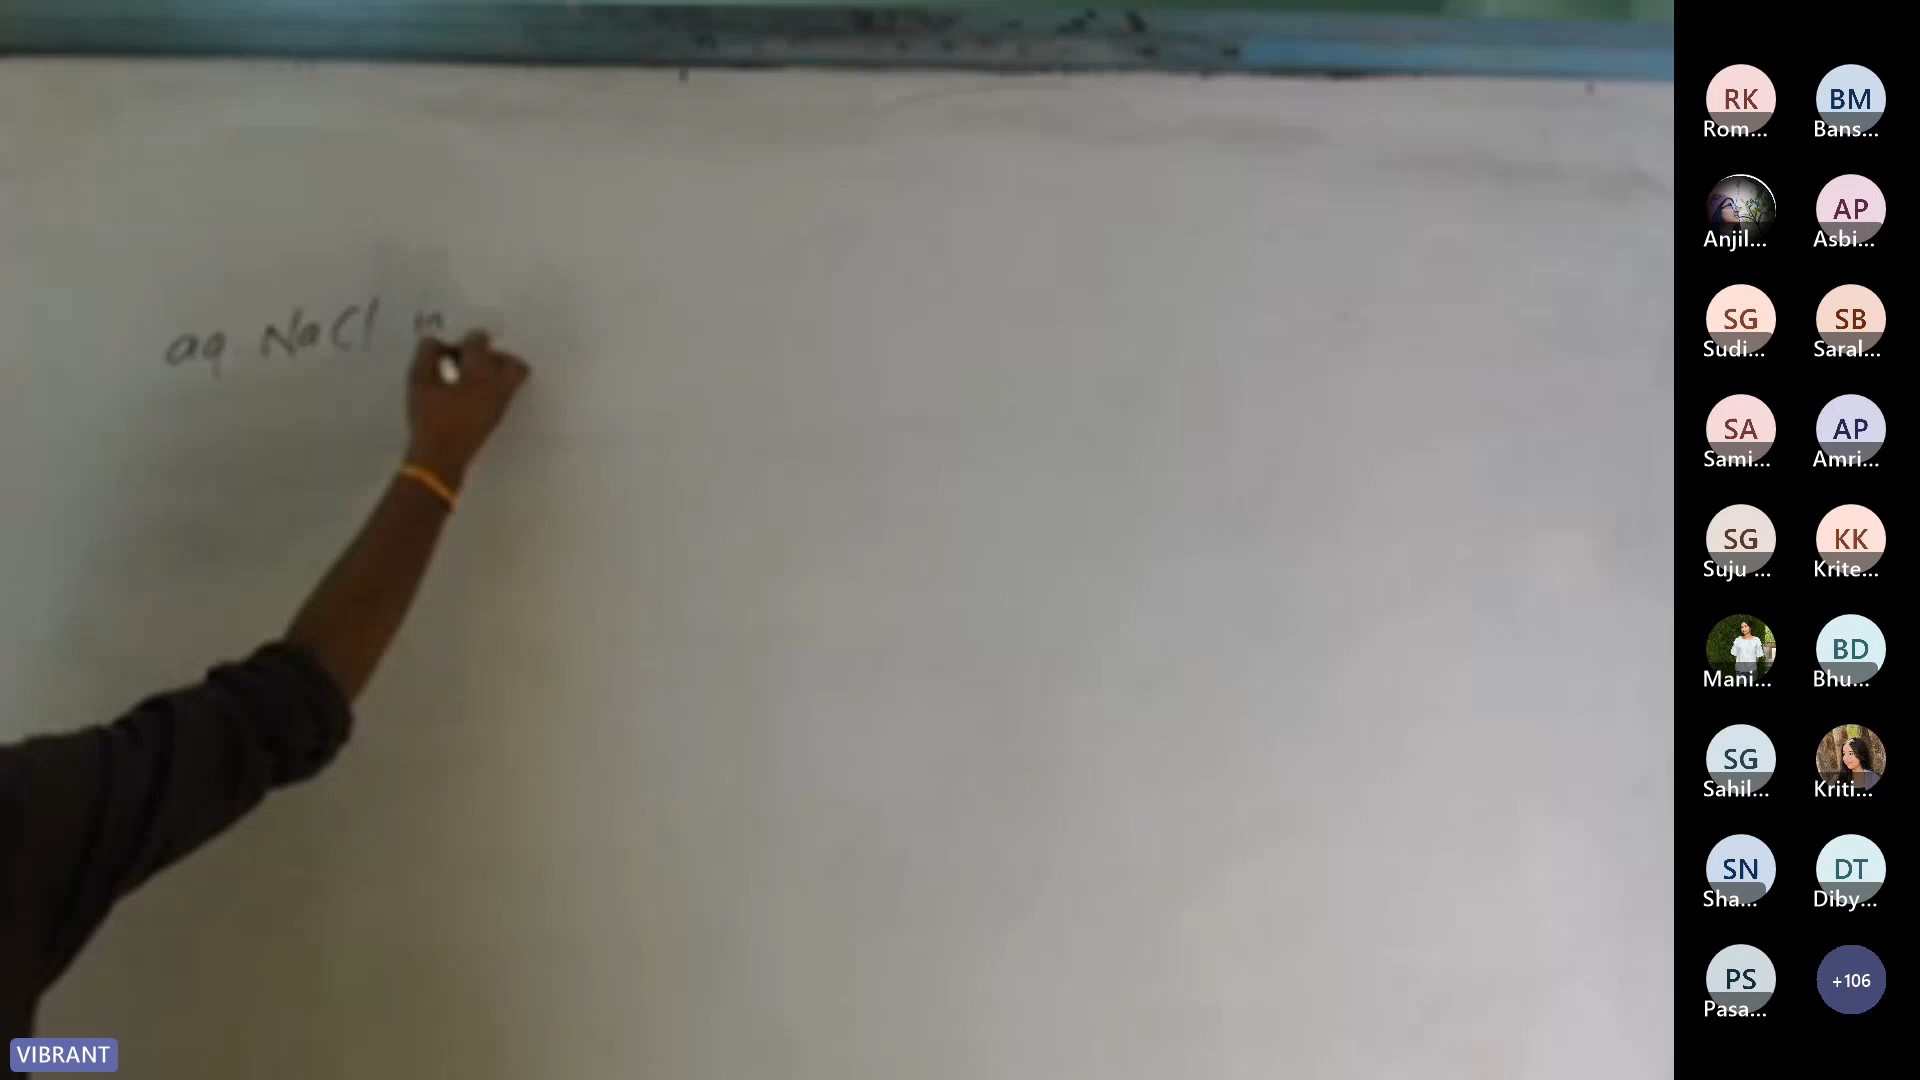 aq. NaCl in
RK
Rom...
BM
Bans...
Anjil...
AP
Asbi...
SG
Sudi...
SB
Saral...
SA
Sami...
AP
Amri...
SG
Suju ...
KK
Krite...
Mani...
BD
Bhu...
SG
Sahil...
Kriti...
SN
Sha...
DT
Diby...
PS
Pasa...
+106
VIBRANT